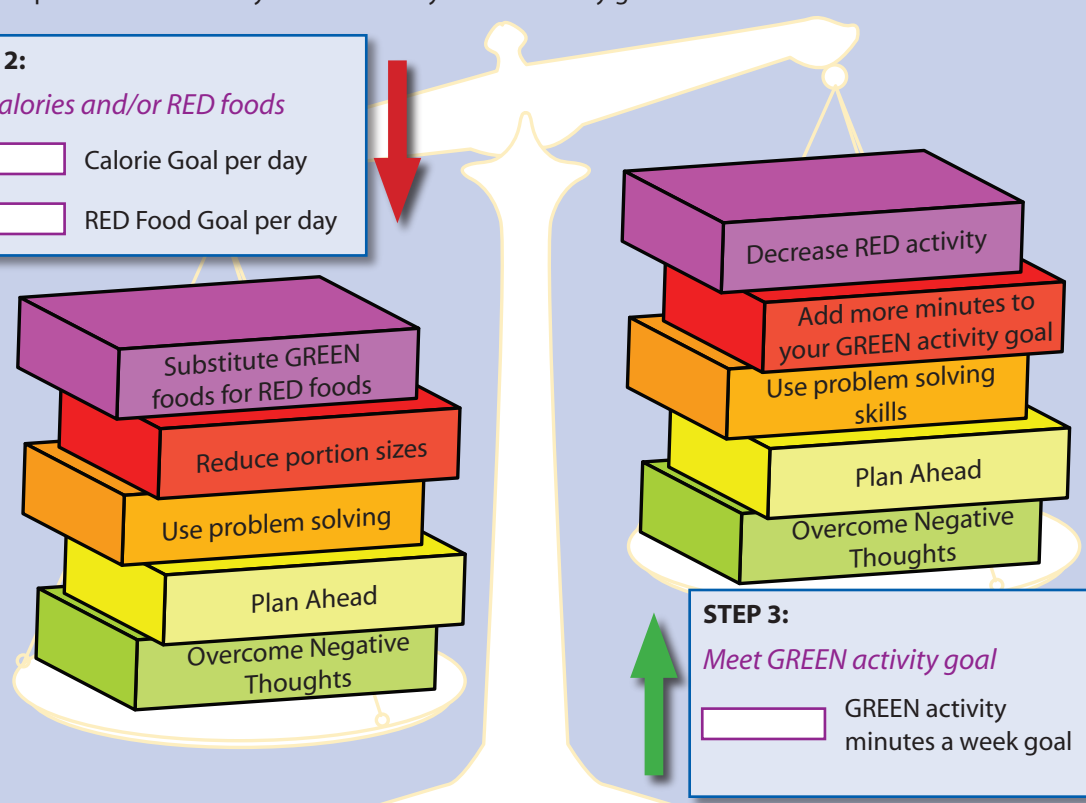 2:
alories and/or RED foods
Calorie Goal per day
RED Food Goal per day
Substitute GREEN
foods for RED foods
Reduce portion sizes
Use problem solving
Plan Ahead
Overcome Negative
Thoughts
Decrease RED activity
Add more minutes to
your GREEN activity goal
Use problem solving
skills
Plan Ahead
Overcome Negative
Thoughts
STEP 3:
Meet GREEN activity goal
GREEN activity
minutes a week goal